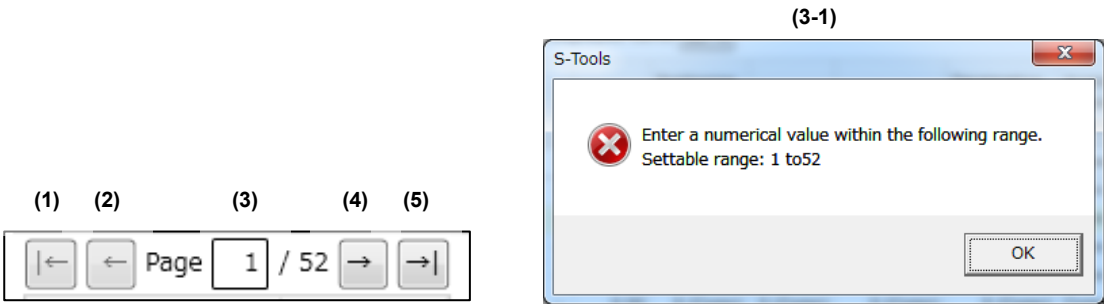 (3-1)
S-Tools
Enter a numerical value within the following range.
Settable range: 1 to52
OK
(1) (2) (3) (4) (5)
|← ← Page 1 / 52 → →|